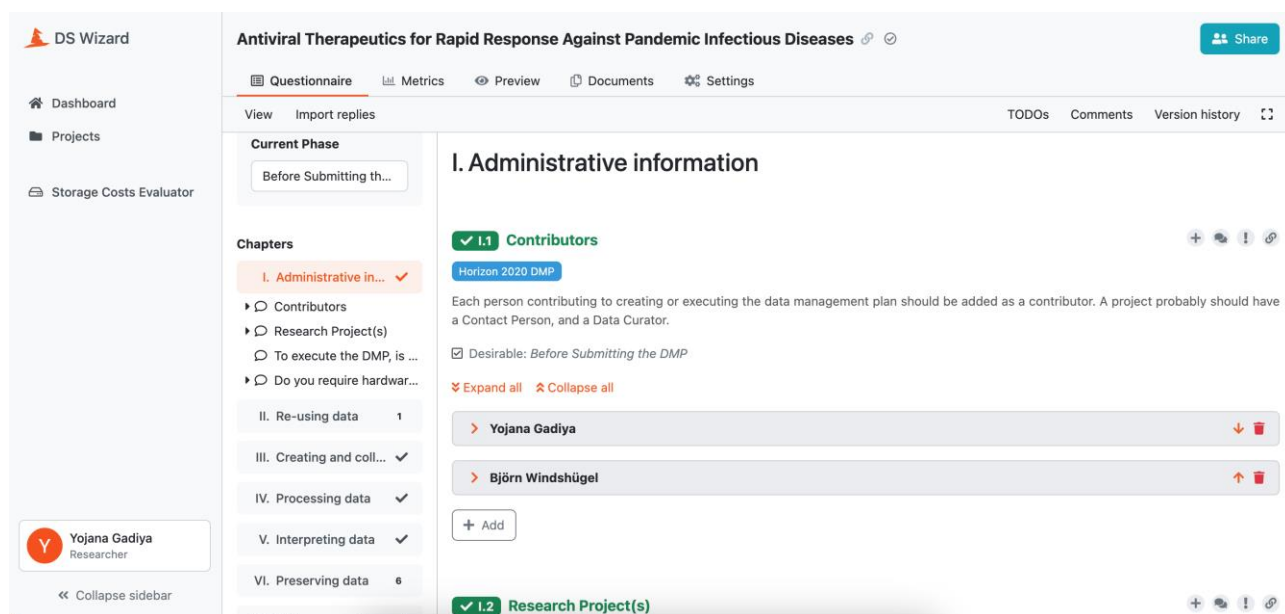 DS Wizard
Dashboard
Projects
Storage Costs Evaluator
Y
Yojana Gadiya
Researcher
Collapse sidebar
Antiviral Therapeutics for Rapid Response Against Pandemic Infectious Diseases
Share
Questionnaire Metrics Preview Documents Settings
View Import replies TODOs Comments Version history
Current Phase
Before Submitting th...
Chapters
I. Administrative in...
Contributors
Research Project(s)
To execute the DMP, is ...
Do you require hardwar...
II. Re-using data 1
III. Creating and coll...
IV. Processing data
V. Interpreting data
VI. Preserving data 6
I. Administrative information
I.1 Contributors
Horizon 2020 DMP
Each person contributing to creating or executing the data management plan should be added as a contributor. A project probably should have
a Contact Person, and a Data Curator.
Desirable: Before Submitting the DMP
Expand all Collapse all
Yojana Gadiya
Björn Windshügel
+ Add
I.2 Research Project(s)